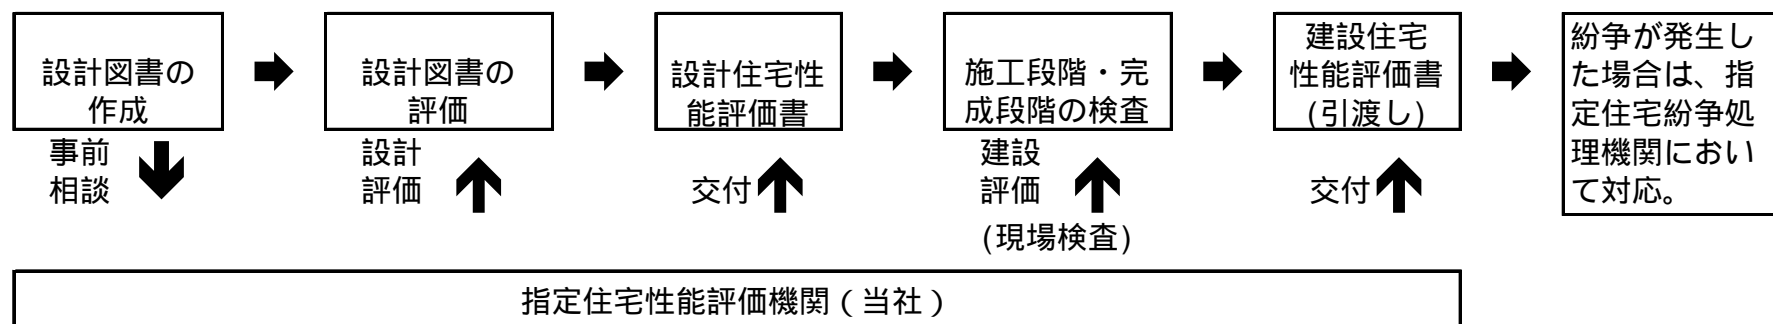 設計図書の
作成
設計図書の
評価
設計住宅性
能評価書
施工段階・完
成段階の検査
建設住宅
性能評価書
(引渡し)
紛争が発生し
た場合は、指
定住宅紛争処
理機関におい
て対応。
事前
相談
設計
評価
交付
建設
評価
(現場検査)
交付
指定住宅性能評価機関(当社)